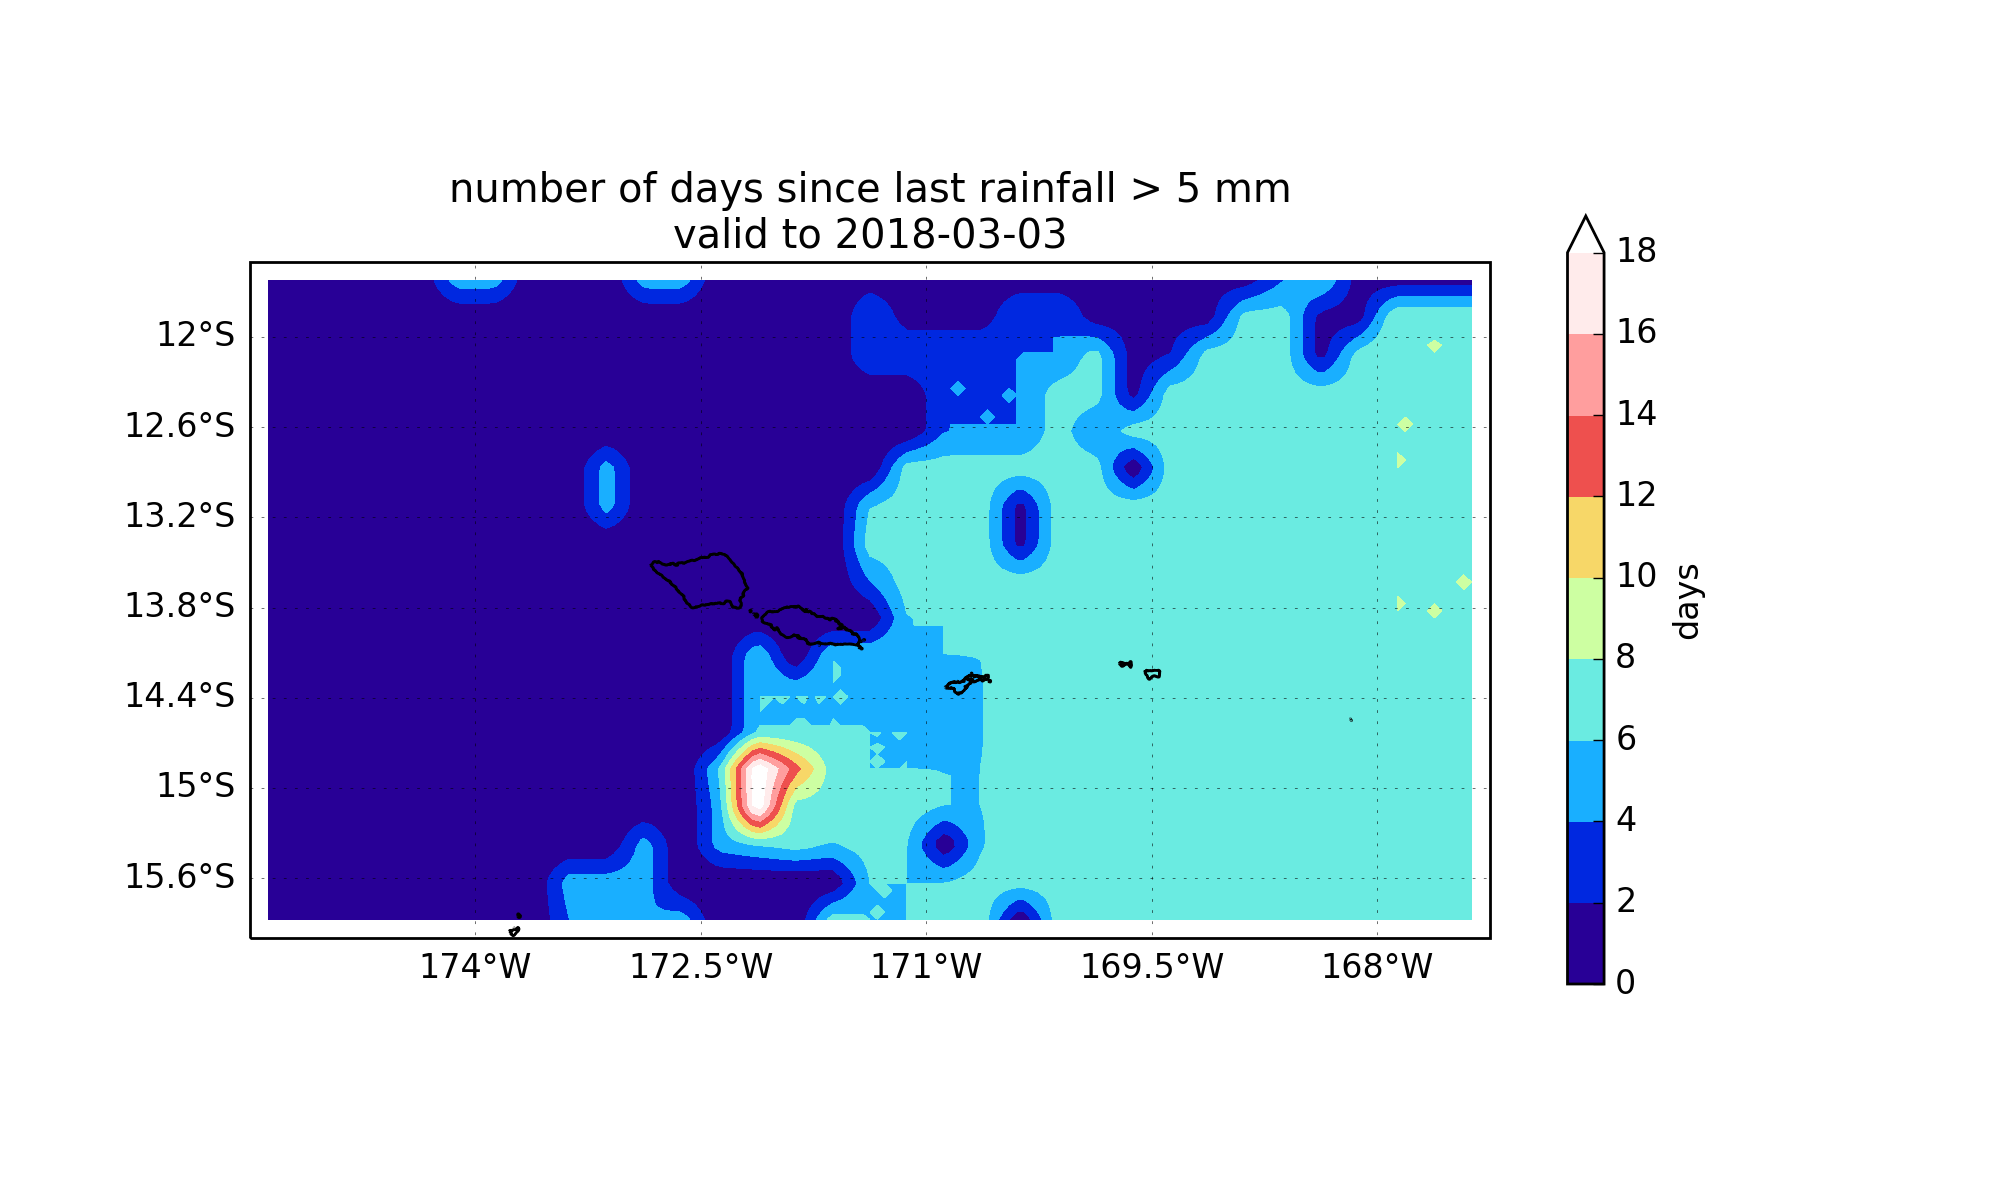 number of days since last rainfall > 5 mm
valid to 2018-03-03
12°S
12.6°S
13.2°S
13.8°S
14.4°S
15°S
15.6°S
174°W
172.5°W
171°W
169.5°W
168°W
18
16
14
12
10
8
6
4
2
0
days